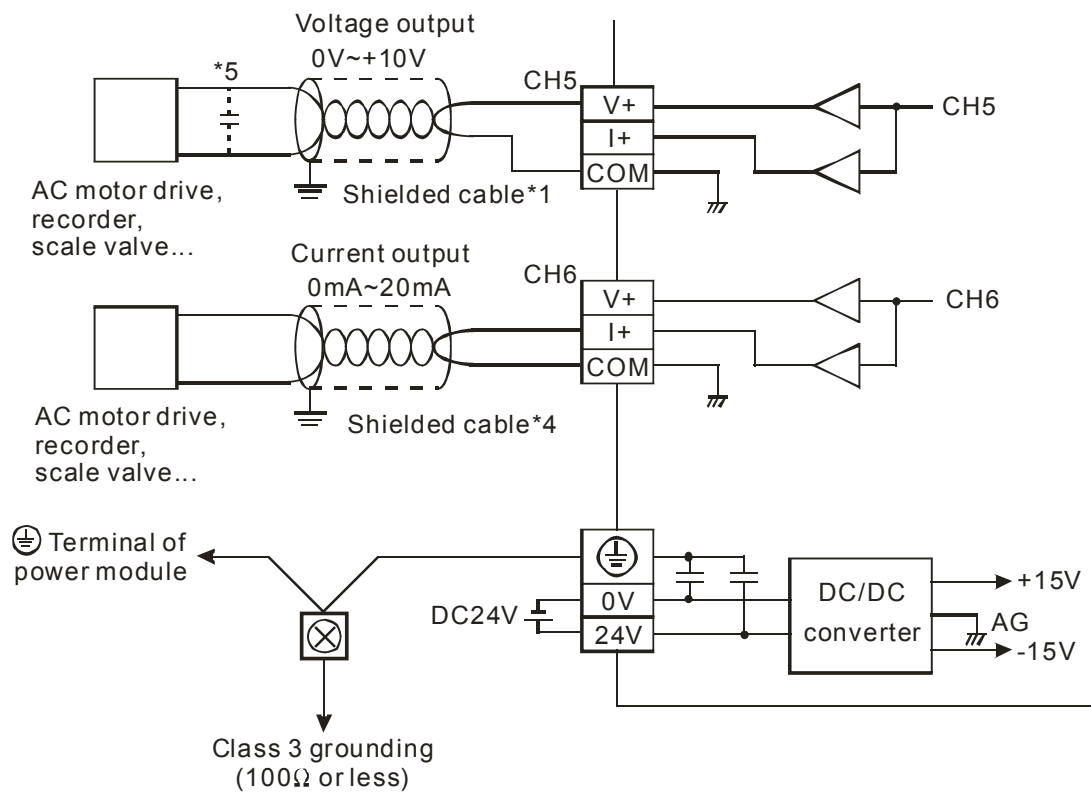 Voltage output
0V~+10V
*5
CH5
V+
I+
COM
CH5
AC motor drive,
recorder,
scale valve...
Shielded cable*1
Current output
0mA~20mA
CH6
V+
I+
COM
CH6
AC motor drive,
recorder,
scale valve...
Shielded cable*4
Terminal of
power module
DC24V
0V
24V
DC/DC
converter
+15V
AG
-15V
Class 3 grounding
(100Ω or less)